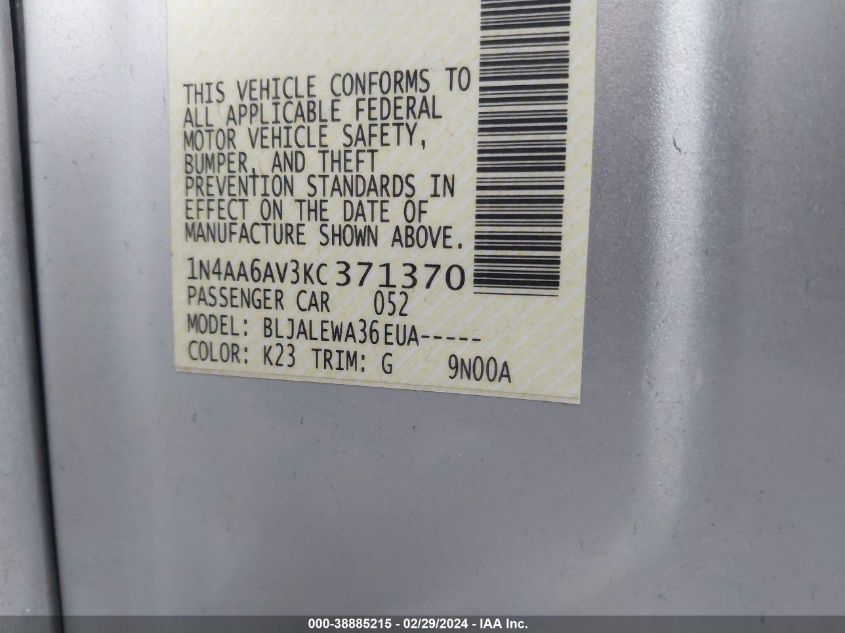 THIS VEHICLE CONFORMS TO
ALL APPLICABLE FEDERAL
MOTOR VEHICLE SAFETY,
BUMPER, AND THEFT
PREVENTION STANDARDS IN
EFFECT ON THE DATE OF
MANUFACTURE SHOWN ABOVE.
1N4AA6AV3KC371370
PASSENGER CAR 052
MODEL: BLJALEWA36EUA-----
COLOR: K23 TRIM: G 9N00A
000-38885215 - 02/29/2024 - IAA Inc.